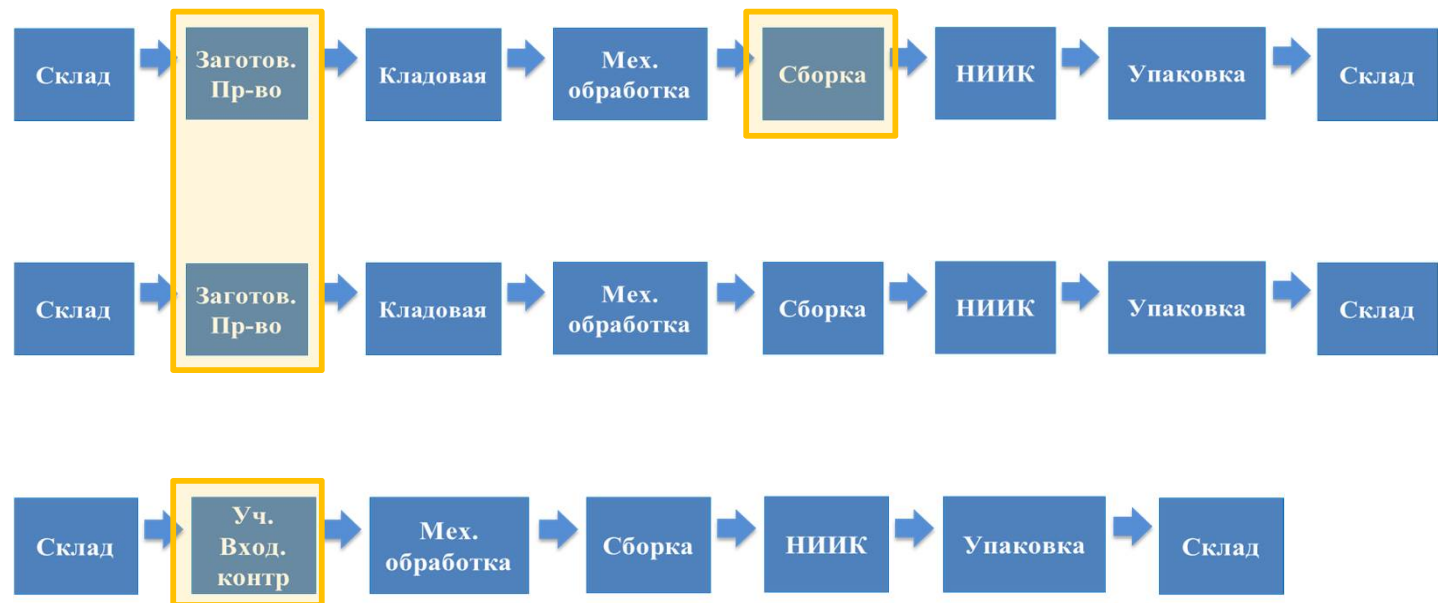 Склад
Заготов.
Пр-во
Кладовая
Мех.
обработка
Сборка
НИИК
Упаковка
Склад
Склад
Заготов.
Пр-во
Кладовая
Мех.
обработка
Сборка
НИИК
Упаковка
Склад
Склад
Уч.
Вход.
контр
Мех.
обработка
Сборка
НИИК
Упаковка
Склад